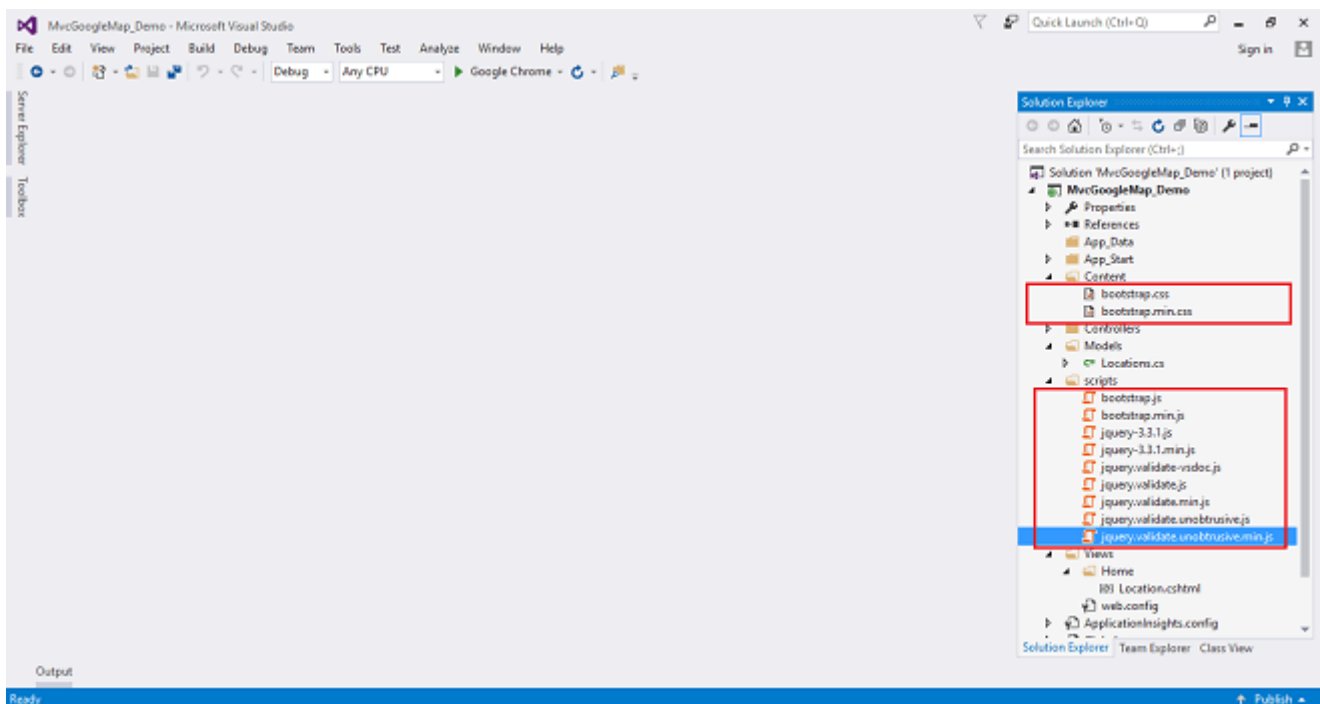 MvcGoogleMap_Demo - Microsoft Visual Studio
Quick Launch (Ctrl+Q)
File Edit View Project Build Debug Team Tools Test Analyze Window Help
Sign in
Debug Any CPU Google Chrome
Server Explorer
Toolbox
Solution Explorer
Search Solution Explorer (Ctrl+;)
Solution 'MvcGoogleMap_Demo' (1 project)
MvcGoogleMap_Demo
Properties
References
App_Data
App_Start
Content
bootstrap.css
bootstrap.min.css
Controllers
Models
Locations.cs
scripts
bootstrap.js
bootstrap.min.js
jquery-3.3.1.js
jquery-3.3.1.min.js
jquery.validate-vsdoc.js
jquery.validate.js
jquery.validate.min.js
jquery.validate.unobtrusive.js
jquery.validate.unobtrusive.min.js
Views
Home
Location.cshtml
web.config
ApplicationInsights.config
Solution Explorer Team Explorer Class View
Output
Ready
Publish